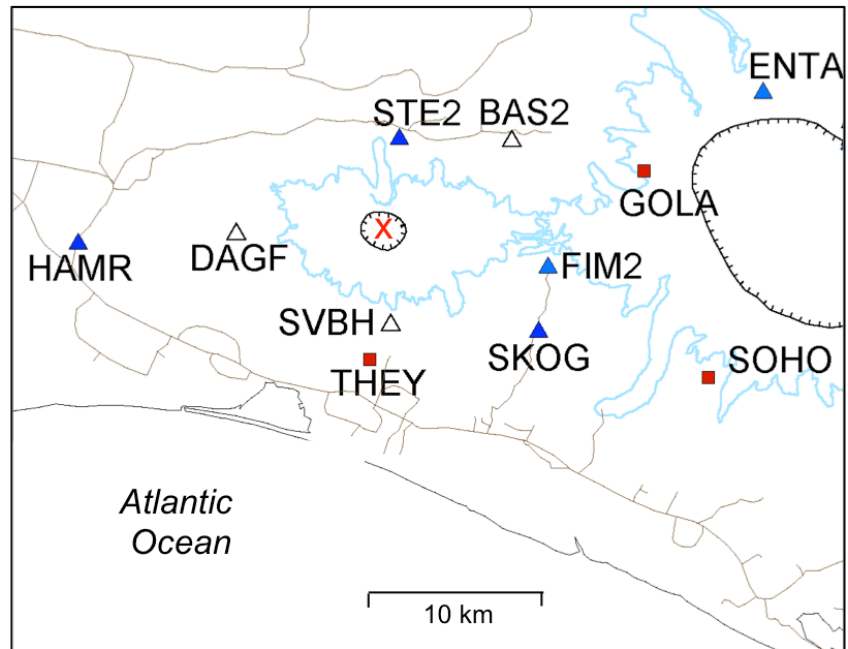 ENTA
STE2 BAS2
GOLA
X
HAMR
DAGF
FIM2
SVBH
SKOG
SOHO
THEY
Atlantic
Ocean
10 km